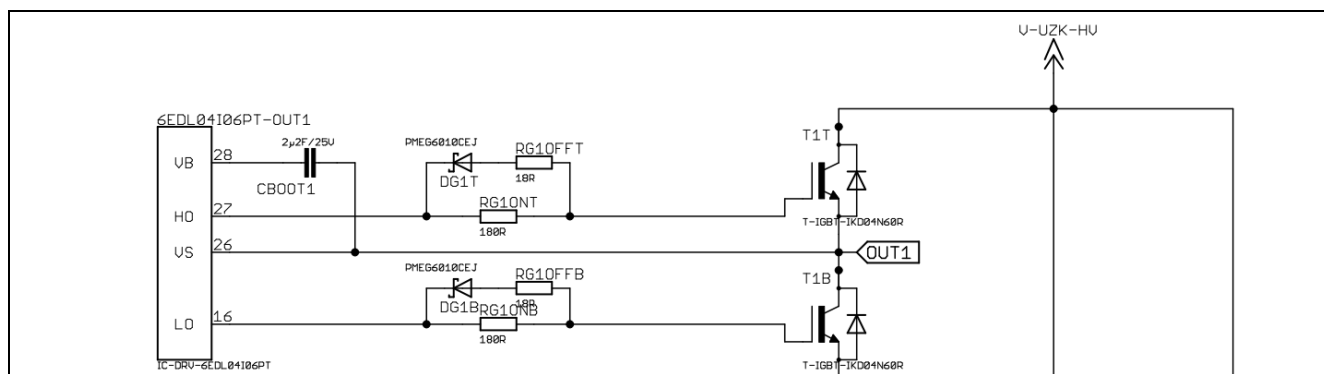 V-UZK-HV
6EDL04I06PT-OUT1
2µ2F/25V
VB
28
CBOOT1
PMEG6010CEJ
RG1OFFT
DG1T
18R
T1T
HO
27
RG1ONT
180R
T-IGBT-IKD04N60R
VS
26
OUT1
PMEG6010CEJ
RG1OFFB
DG1B
18R
T1B
LO
16
RG1ONB
180R
IC-DRV-6EDL04I06PT
T-IGBT-IKD04N60R